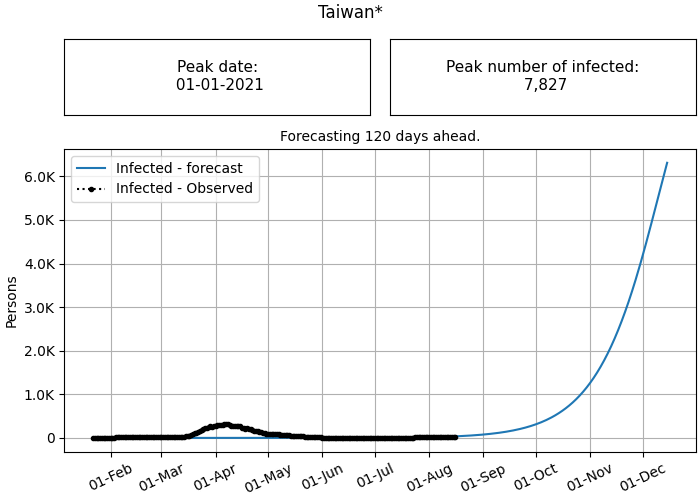 Taiwan*
Peak date:
01-01-2021
Peak number of infected:
7,827
Forecasting 120 days ahead.
Infected - forecast
Infected - Observed
6.0K
5.0K
4.0K
3.0K
2.0K
1.0K
0
Persons
01-Feb
01-Mar
01-Apr
01-May
01-Jun
01-Jul
01-Aug
01-Sep
01-Oct
01-Nov
01-Dec